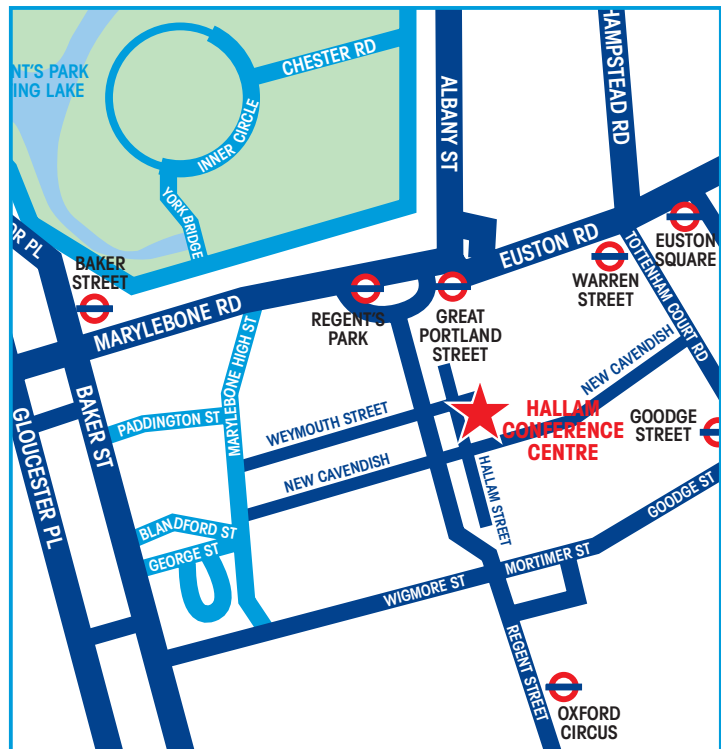 NT'S PARK
ING LAKE
CHESTER RD
INNER CIRCLE
YORK BRIDGE
ALBANY ST
HAMPSTEAD RD
OR PL
BAKER
STREET
MARYLEBONE RD
EUSTON RD
EUSTON
SQUARE
WARREN
STREET
TOTTENHAM COURT RD
REGENT'S
PARK
GREAT
PORTLAND
STREET
MARYLEBONE HIGH ST
NEW CAVENDISH
BAKER ST
GLOUCESTER PL
PADDINGTON ST
WEYMOUTH STREET
HALLAM
CONFERENCE
CENTRE
GOODGE
STREET
NEW CAVENDISH
HALLAM STREET
GOODGE ST
BLANDFORD ST
GEORGE ST
MORTIMER ST
WIGMORE ST
REGENT STREET
OXFORD
CIRCUS